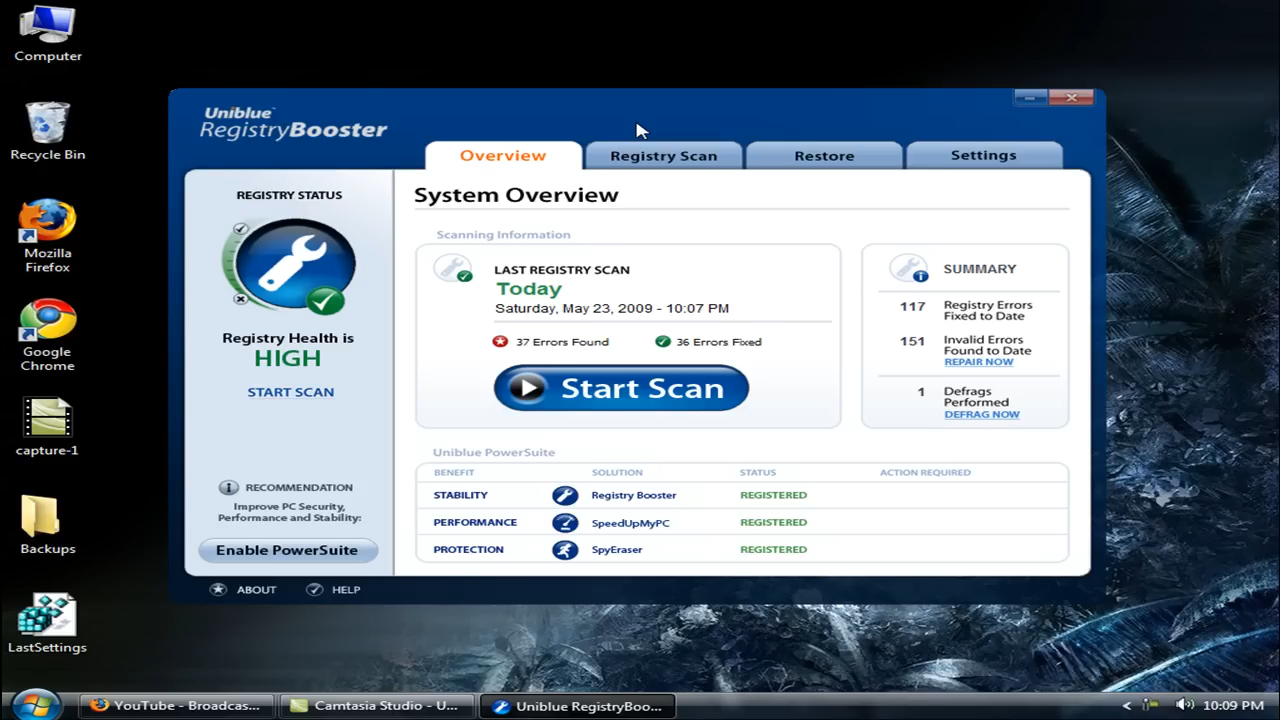 Computer
Recycle Bin
Mozilla
Firefox
Google
Chrome
capture-1
Backups
LastSettings
Uniblue™
RegistryBooster
Overview
Registry Scan
Restore
Settings
REGISTRY STATUS
Registry Health is
HIGH
START SCAN
RECOMMENDATION
Improve PC Security,
Performance and Stability:
Enable PowerSuite
System Overview
Scanning Information
LAST REGISTRY SCAN
Today
Saturday, May 23, 2009 - 10:07 PM
37 Errors Found
36 Errors Fixed
Start Scan
SUMMARY
117 Registry Errors
Fixed to Date
151 Invalid Errors
Found to Date
REPAIR NOW
1 Defrags
Performed
DEFRAG NOW
Uniblue PowerSuite
BENEFIT SOLUTION STATUS ACTION REQUIRED
STABILITY Registry Booster REGISTERED
PERFORMANCE SpeedUpMyPC REGISTERED
PROTECTION SpyEraser REGISTERED
ABOUT HELP
YouTube - Broadcas... Camtasia Studio - U... Uniblue RegistryBoo... 10:09 PM